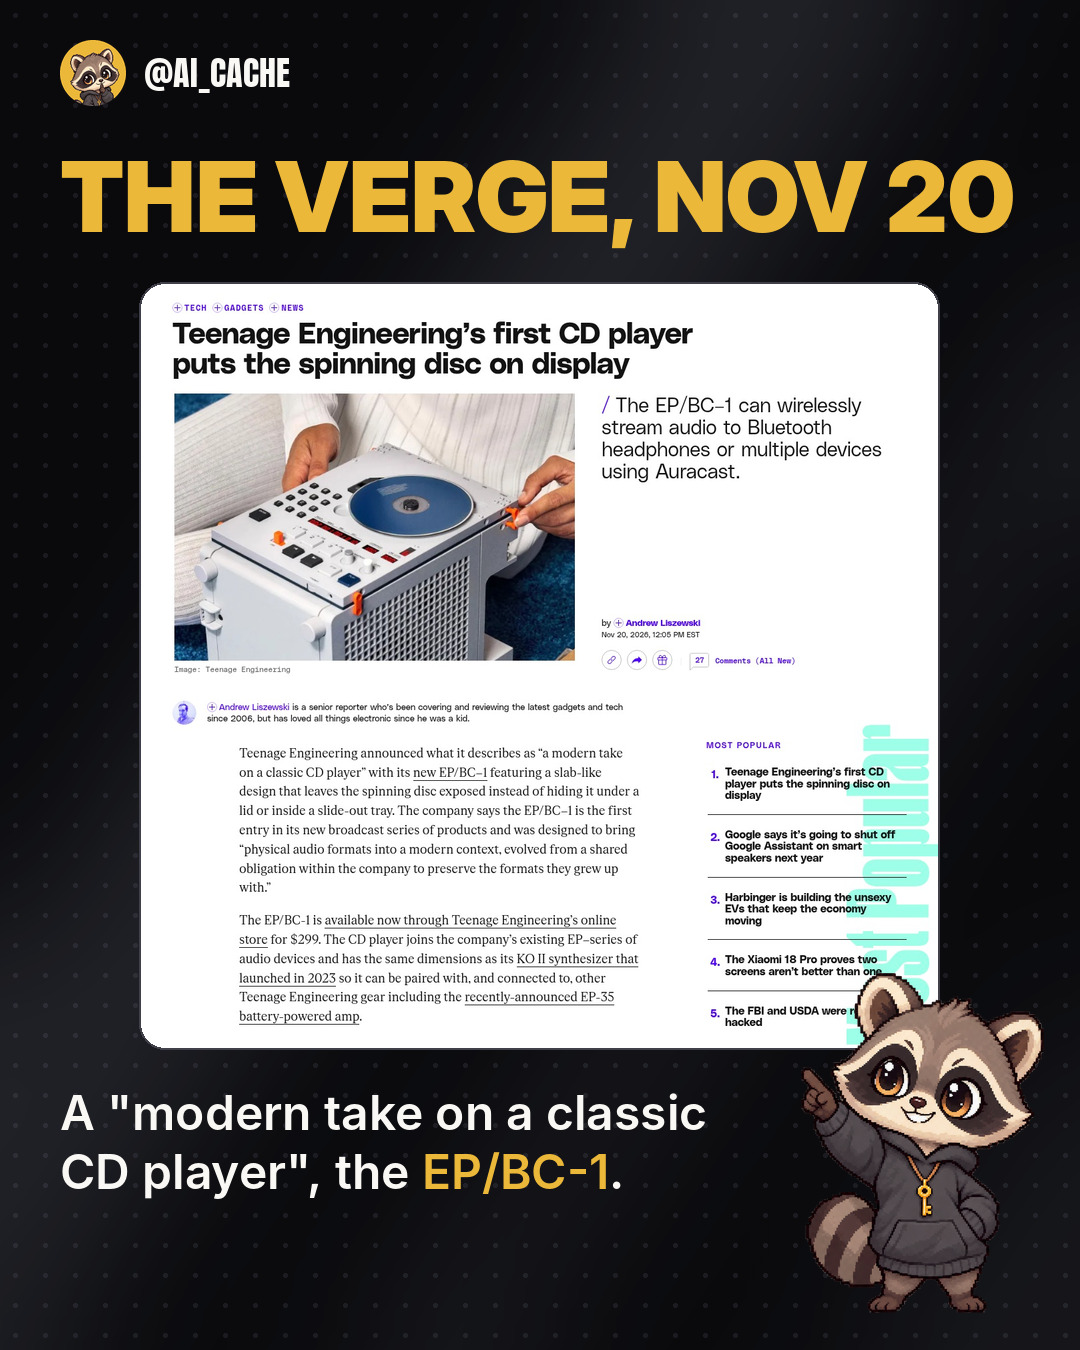 @AI_CACHE
THE VERGE, NOV 20
TECH GADGETS NEWS
Teenage Engineering's first CD player
puts the spinning disc on display
/ The EP/BC–1 can wirelessly
stream audio to Bluetooth
headphones or multiple devices
using Auracast.
by Andrew Liszewski
Nov 20, 2026, 12:05 PM EST
27 Comments (All New)
Image: Teenage Engineering
Andrew Liszewski is a senior reporter who's been covering and reviewing the latest gadgets and tech
since 2006, but has loved all things electronic since he was a kid.
Teenage Engineering announced what it describes as “a modern take
on a classic CD player” with its new EP/BC–1 featuring a slab-like
design that leaves the spinning disc exposed instead of hiding it under a
lid or inside a slide-out tray. The company says the EP/BC–1 is the first
entry in its new broadcast series of products and was designed to bring
“physical audio formats into a modern context, evolved from a shared
obligation within the company to preserve the formats they grew up
with.”
The EP/BC-1 is available now through Teenage Engineering's online
store for $299. The CD player joins the company's existing EP–series of
audio devices and has the same dimensions as its KO II synthesizer that
launched in 2023 so it can be paired with, and connected to, other
Teenage Engineering gear including the recently-announced EP-35
battery-powered amp.
MOST POPULAR
1. Teenage Engineering's first CD
player puts the spinning disc on
display
2. Google says it's going to shut off
Google Assistant on smart
speakers next year
3. Harbinger is building the unsexy
EVs that keep the economy
moving
4. The Xiaomi 18 Pro proves two
screens aren't better than one
5. The FBI and USDA were
hacked
Popular
A "modern take on a classic
CD player", the EP/BC-1.